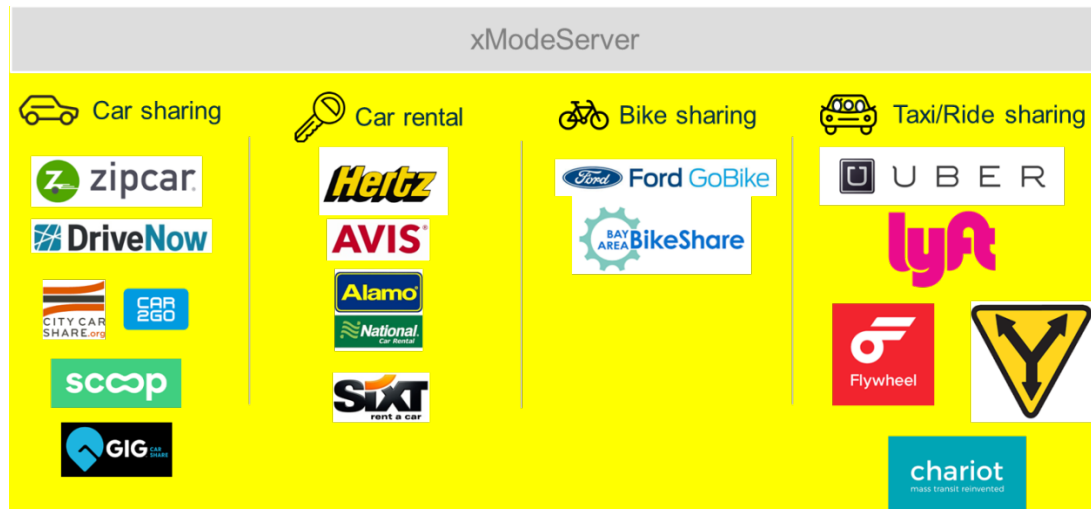 xModeServer
Car sharing
zipcar.
DriveNow
CITY CAR
SHARE.org
CAR
2GO
scoop
GIG CAR
SHARE
Car rental
Hertz
AVIS
Alamo
National.
Car Rental
SIXT
rent a car
Bike sharing
Ford Ford GoBike
BAY
AREA BikeShare
Taxi/Ride sharing
U UBER
lyft
Flywheel
Y
chariot
mass transit reinvented